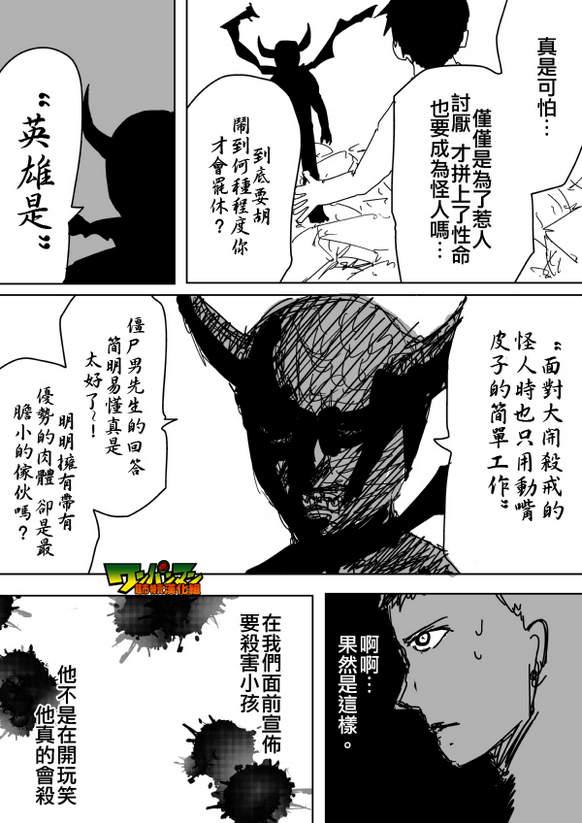 真是可怕…
僅僅是為了惹人
討厭 才拼上了性命
也要成為怪人嗎…
到底要胡
鬧到何種程度你
才會罷休？
“英雄是”
“面對大開殺戒的
怪人時也只用動嘴
皮子的簡單工作”
僵尸男先生的回答
簡明易懂真是
太好了~！
明明擁有帶有
優勢的肉體 卻是最
膽小的傢伙嗎？
ワンパンマン
啊啊…
果然是這樣。
在我們面前宣佈
要殺害小孩
他不是在開玩笑
他真的會殺